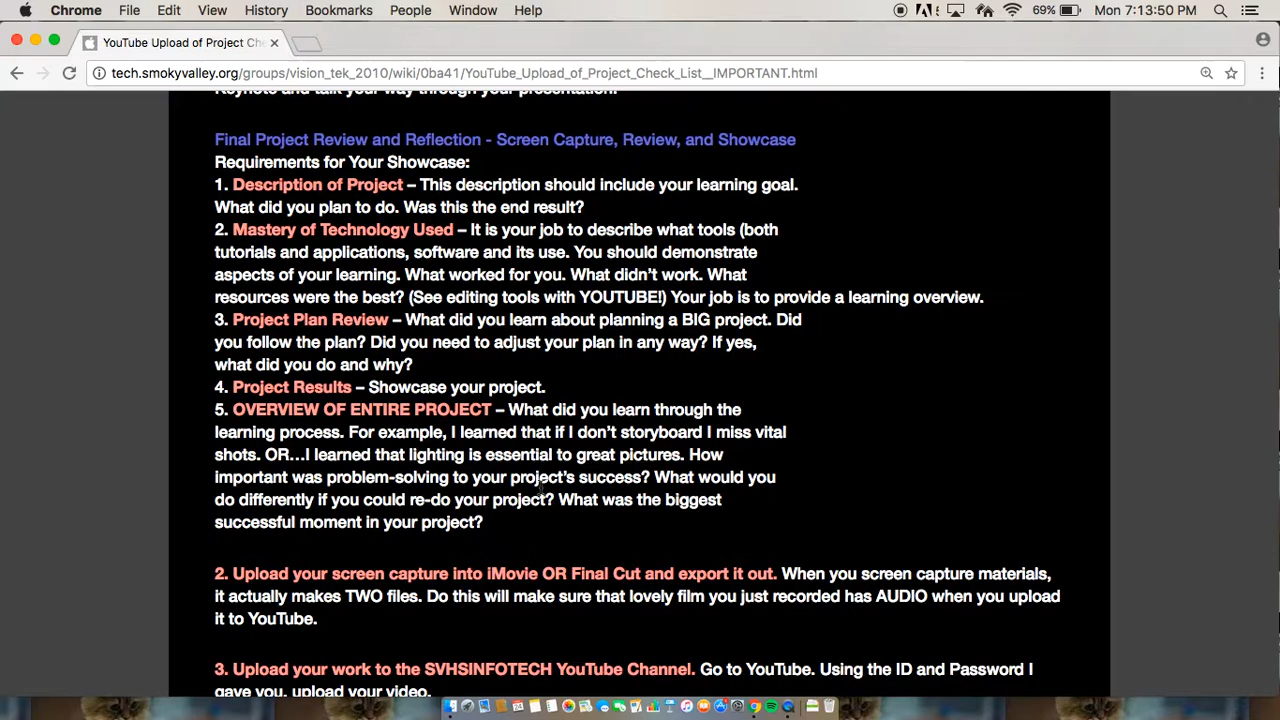 Chrome File Edit View History Bookmarks People Window Help 69% Mon 7:13:50 PM
YouTube Upload of Project Che
tech.smokyvalley.org/groups/vision_tek_2010/wiki/0ba41/YouTube_Upload_of_Project_Check_List__IMPORTANT.html
Keynote and talk your way through your presentation.
Final Project Review and Reflection - Screen Capture, Review, and Showcase
Requirements for Your Showcase:
1. Description of Project – This description should include your learning goal.
What did you plan to do. Was this the end result?
2. Mastery of Technology Used – It is your job to describe what tools (both
tutorials and applications, software and its use. You should demonstrate
aspects of your learning. What worked for you. What didn't work. What
resources were the best? (See editing tools with YOUTUBE!) Your job is to provide a learning overview.
3. Project Plan Review – What did you learn about planning a BIG project. Did
you follow the plan? Did you need to adjust your plan in any way? If yes,
what did you do and why?
4. Project Results – Showcase your project.
5. OVERVIEW OF ENTIRE PROJECT – What did you learn through the
learning process. For example, I learned that if I don't storyboard I miss vital
shots. OR…I learned that lighting is essential to great pictures. How
important was problem-solving to your project's success? What would you
do differently if you could re-do your project? What was the biggest
successful moment in your project?
2. Upload your screen capture into iMovie OR Final Cut and export it out. When you screen capture materials,
it actually makes TWO files. Do this will make sure that lovely film you just recorded has AUDIO when you upload
it to YouTube.
3. Upload your work to the SVHSINFOTECH YouTube Channel. Go to YouTube. Using the ID and Password I
gave you, upload your video.